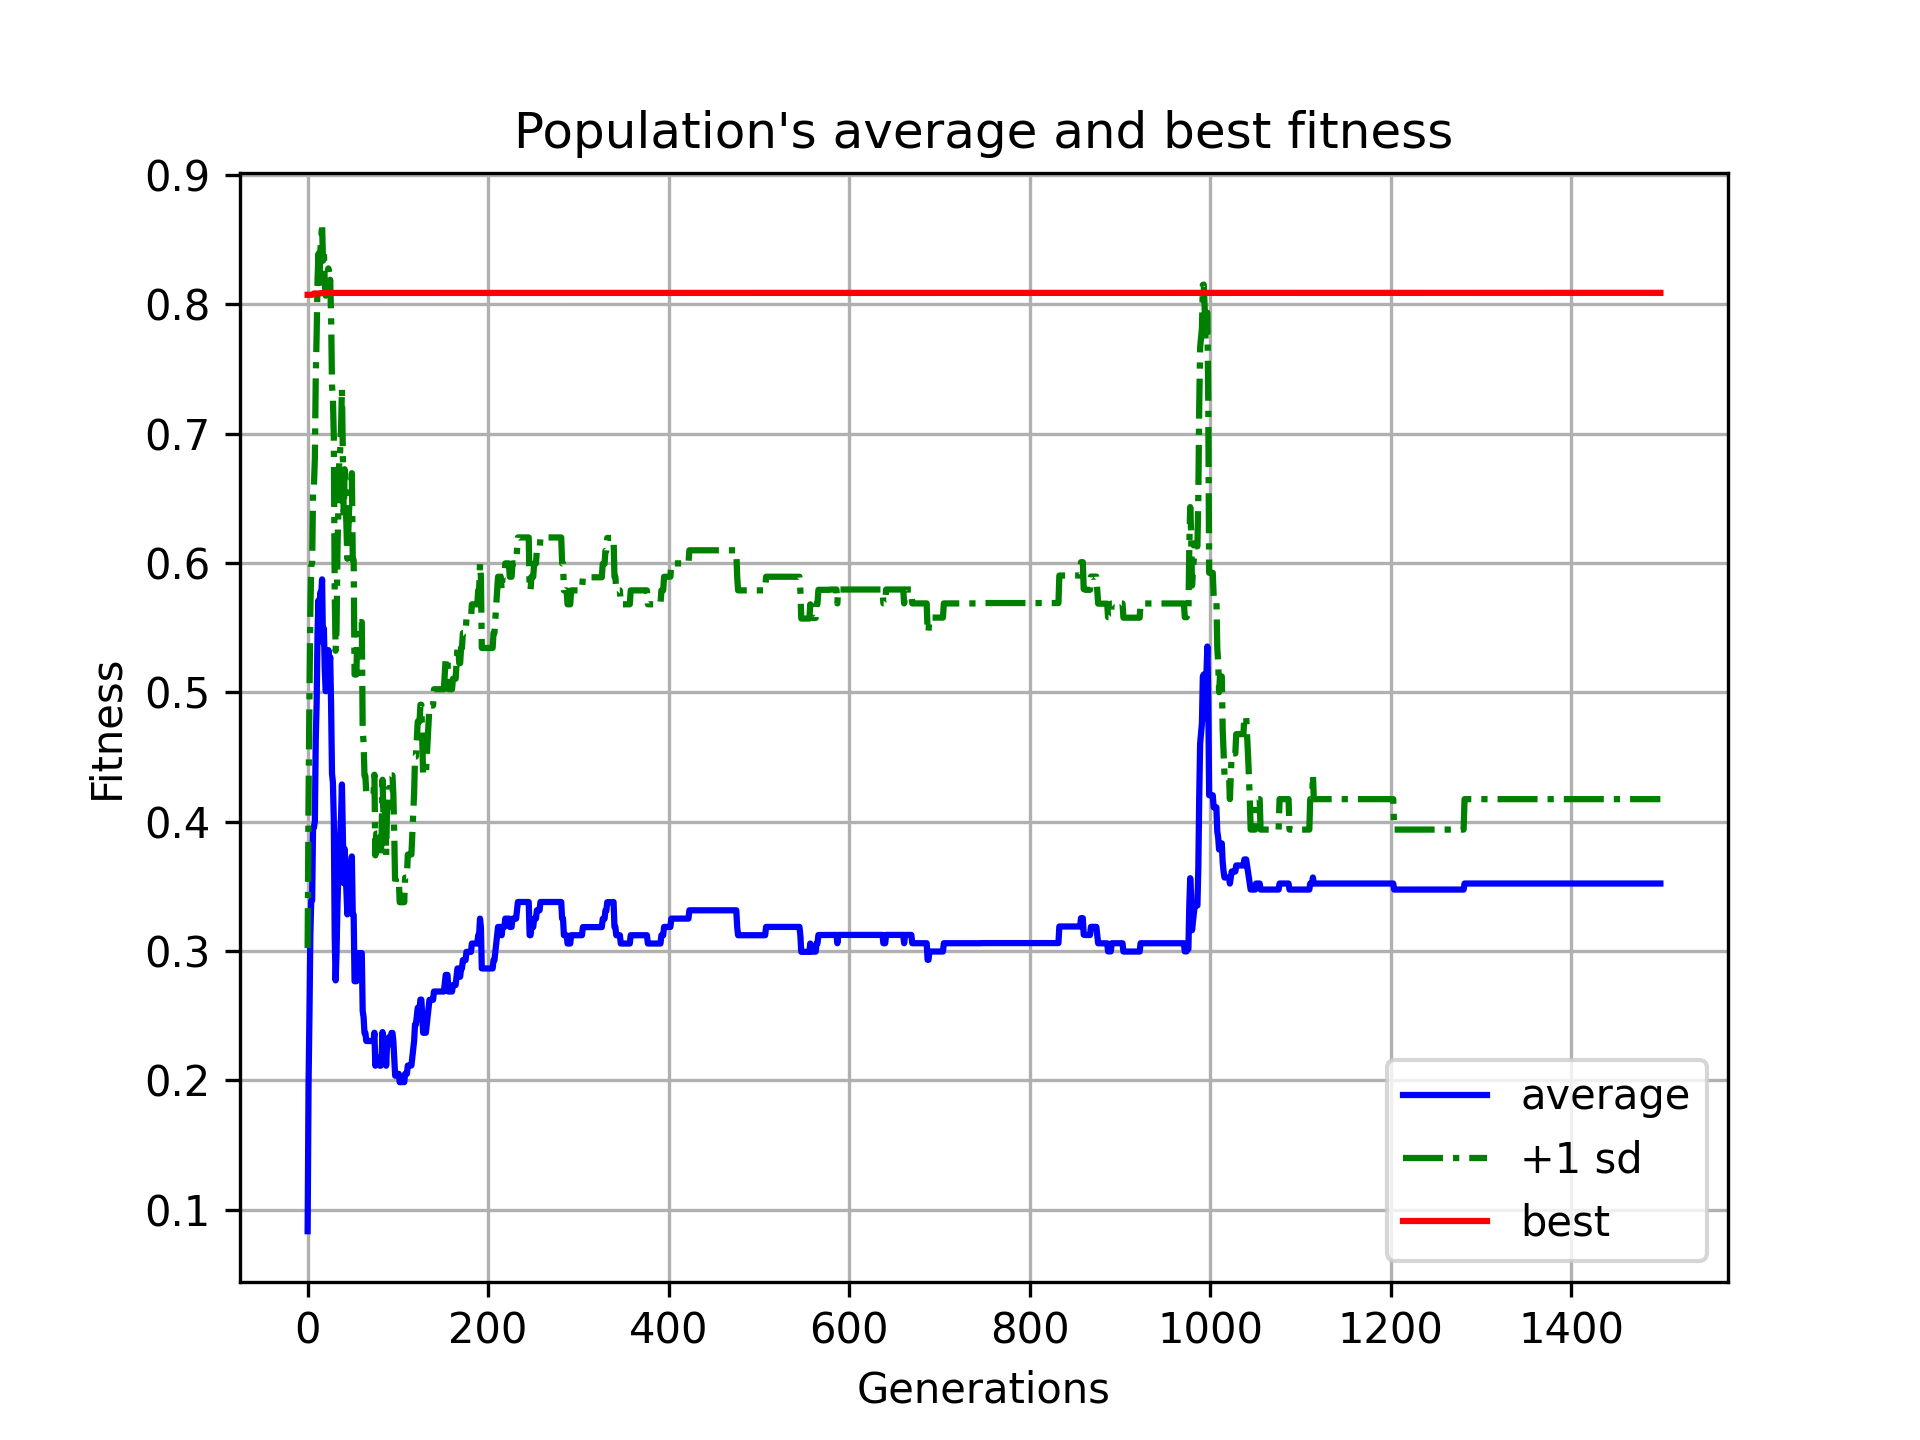 Population's average and best fitness
0.9
0.8
0.7
0.6
0.5
0.4
0.3
0.2
0.1
Fitness
average
+1 sd
best
0 200 400 600 800 1000 1200 1400
Generations